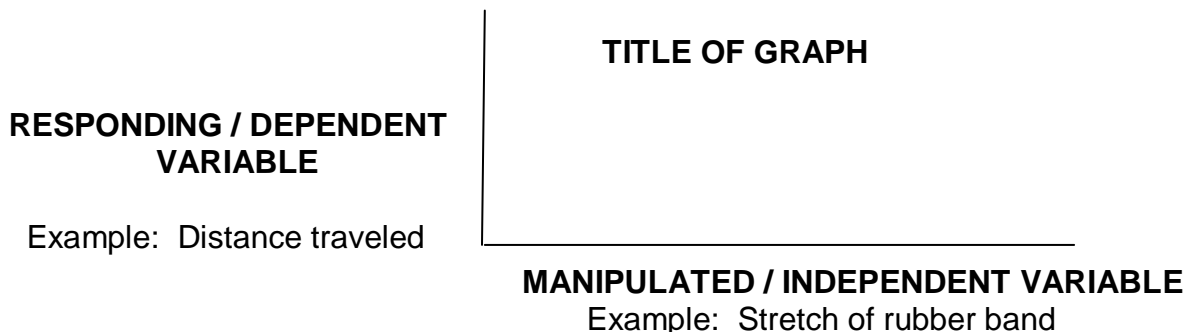 TITLE OF GRAPH
RESPONDING / DEPENDENT
VARIABLE
Example: Distance traveled
MANIPULATED / INDEPENDENT VARIABLE
Example: Stretch of rubber band